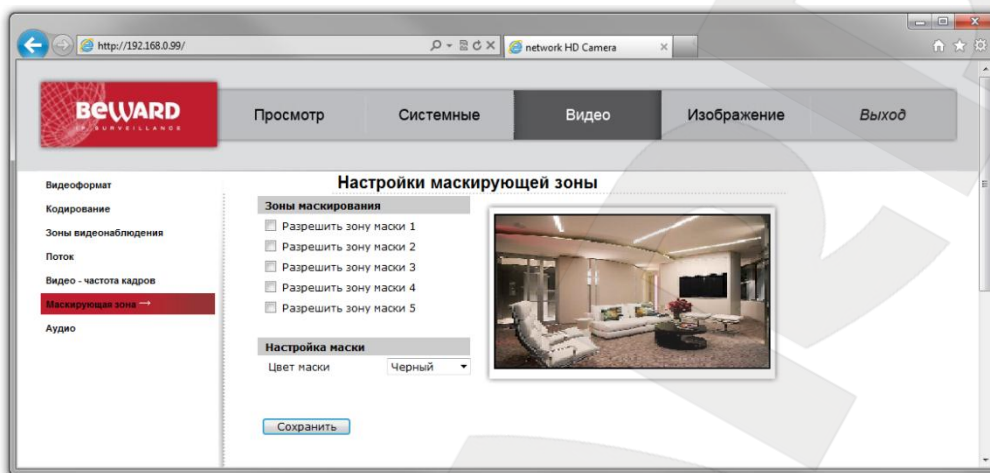 http://192.168.0.99/
network HD Camera
BEWARD
IP SURVEILLANCE
Просмотр
Системные
Видео
Изображение
Выход
Видеоформат
Кодирование
Зоны видеонаблюдения
Поток
Видео - частота кадров
Маскирующая зона →
Аудио
Настройки маскирующей зоны
Зоны маскирования
Разрешить зону маски 1
Разрешить зону маски 2
Разрешить зону маски 3
Разрешить зону маски 4
Разрешить зону маски 5
Настройка маски
Цвет маски Черный
Сохранить